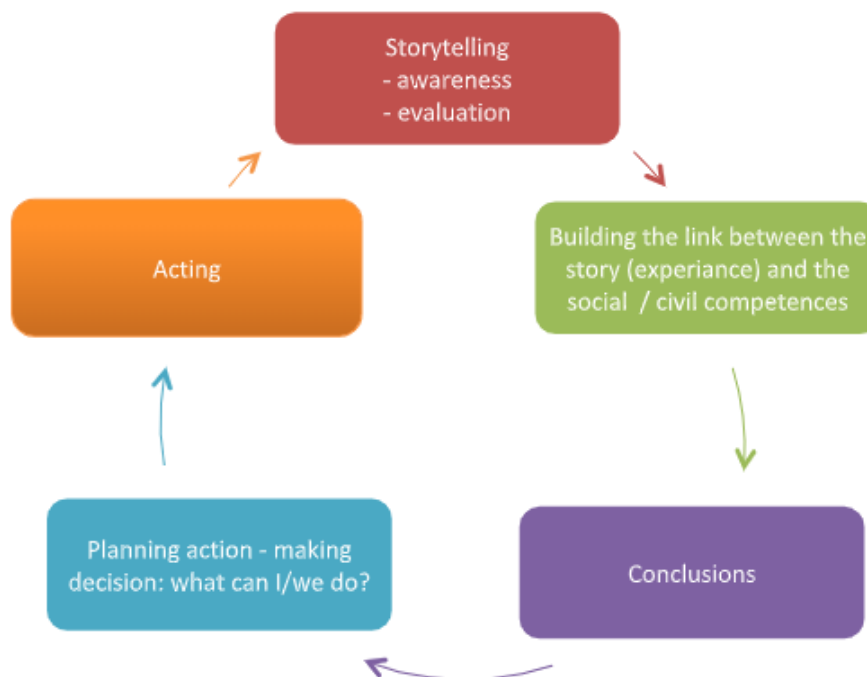 Storytelling
- awareness
- evaluation
Building the link between the
story (experiance) and the
social / civil competences
Conclusions
Planning action - making
decision: what can I/we do?
Acting